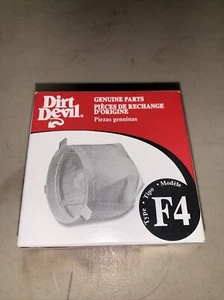 Dirt
Devil®
GENUINE PARTS
PIÈCES DE RECHANGE
D'ORIGINE
Piezas genuinas
Type • Tipo • Modèle
F4